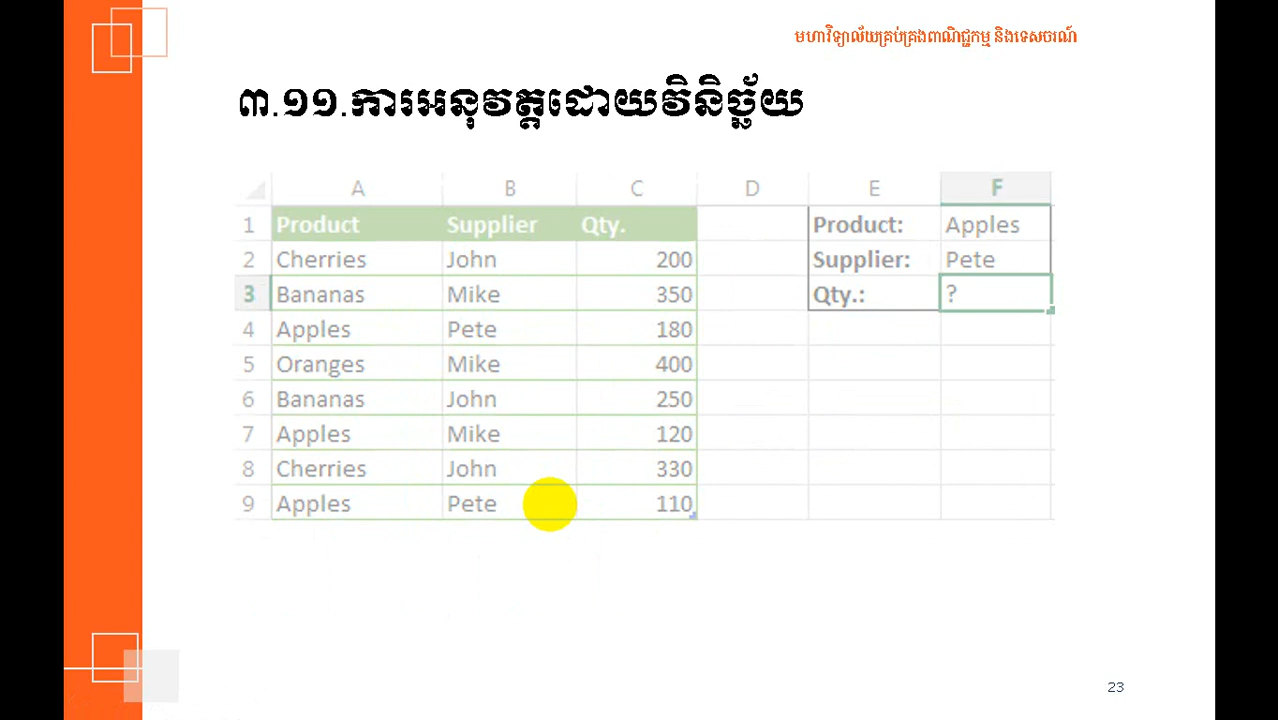 មហាវិទ្យាល័យគ្រប់គ្រងពាណិជ្ជកម្ម និងទេសចរណ៍
៣.១១.ការអនុវត្តដោយវិនិច្ឆ័យ
A B C D E F
1 Product Supplier Qty. Product: Apples
2 Cherries John 200 Supplier: Pete
3 Bananas Mike 350 Qty.: ?
4 Apples Pete 180
5 Oranges Mike 400
6 Bananas John 250
7 Apples Mike 120
8 Cherries John 330
9 Apples Pete 110
23